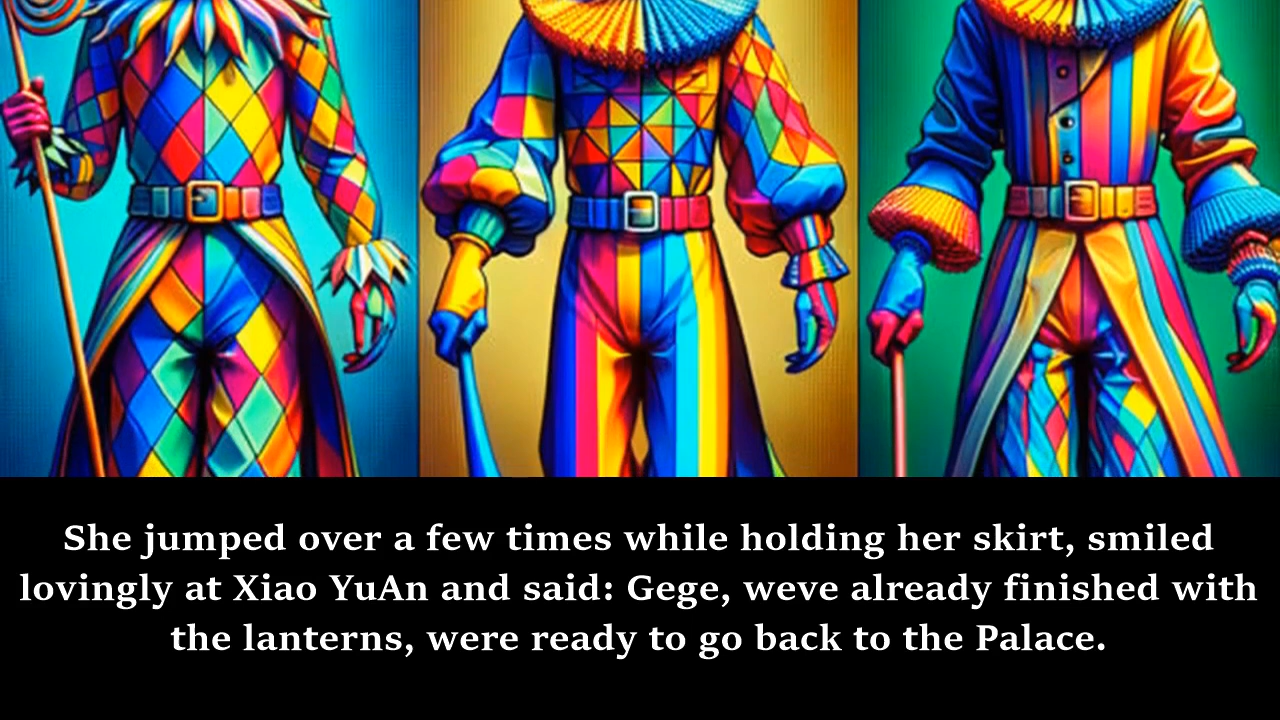 She jumped over a few times while holding her skirt, smiled
lovingly at Xiao YuAn and said: Gege, weve already finished with
the lanterns, were ready to go back to the Palace.